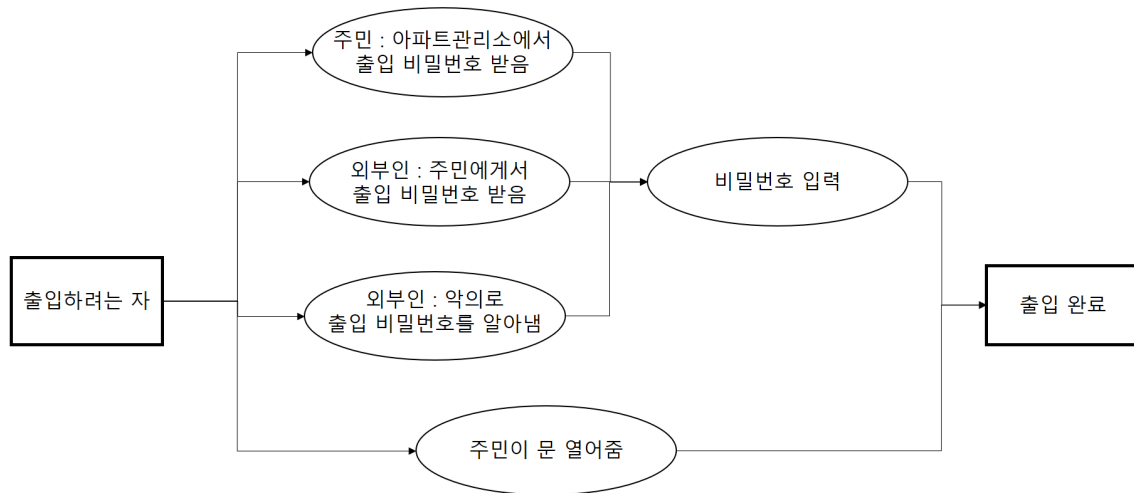 주민 : 아파트관리소에서
출입 비밀번호 받음
외부인 : 주민에게서
출입 비밀번호 받음
비밀번호 입력
출입하려는 자
외부인 : 악의로
출입 비밀번호를 알아냄
출입 완료
주민이 문 열어줌